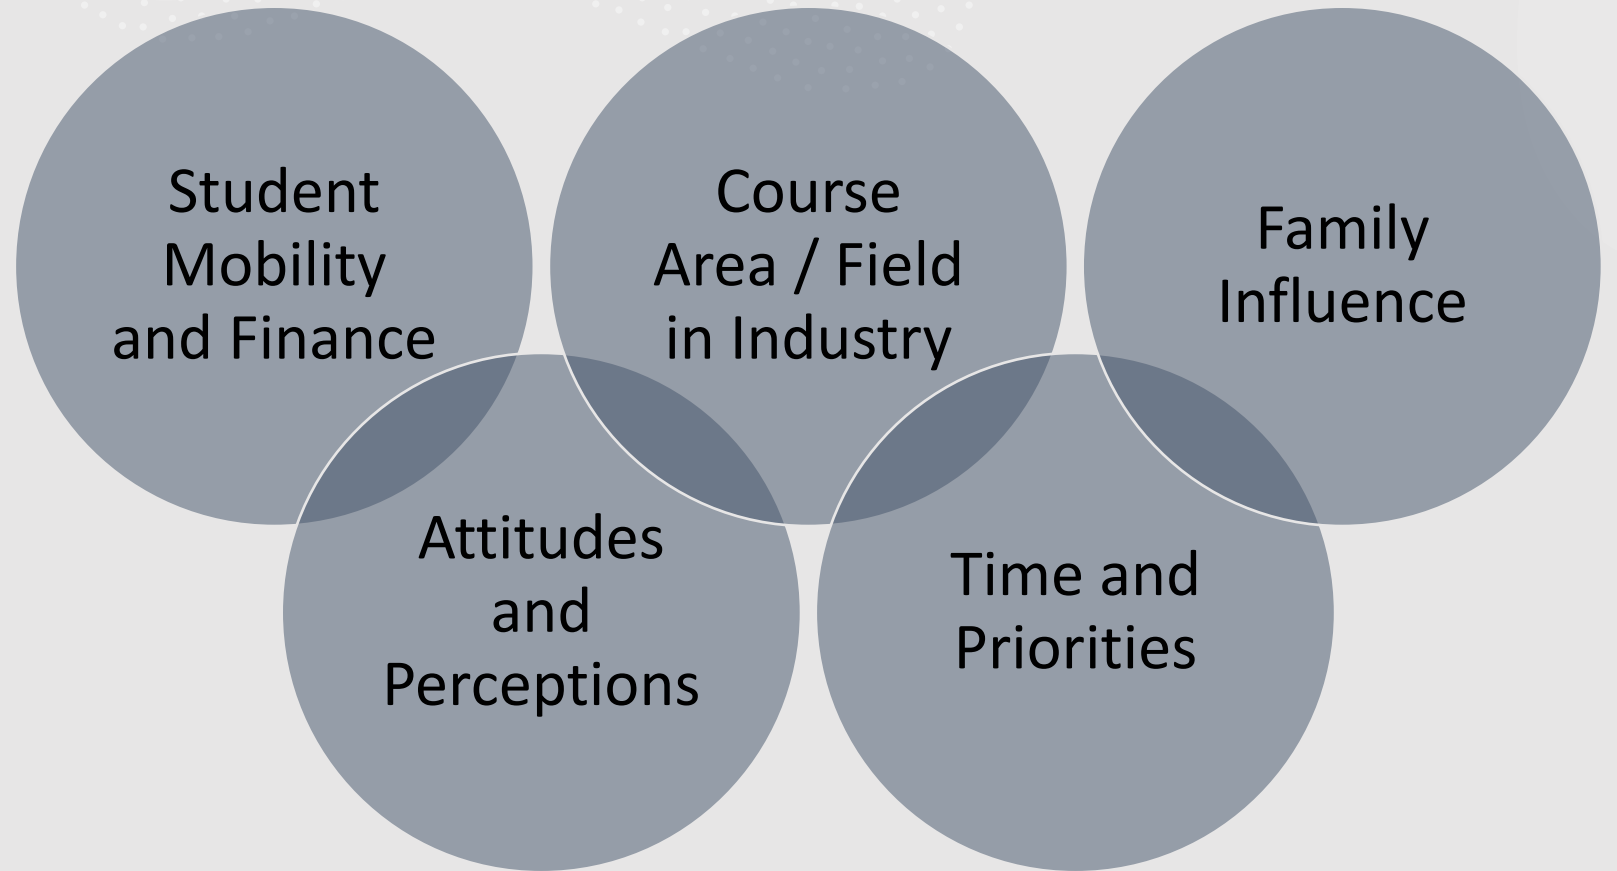 Student
Mobility
and Finance
Course
Area / Field
in Industry
Family
Influence
Attitudes
and
Perceptions
Time and
Priorities